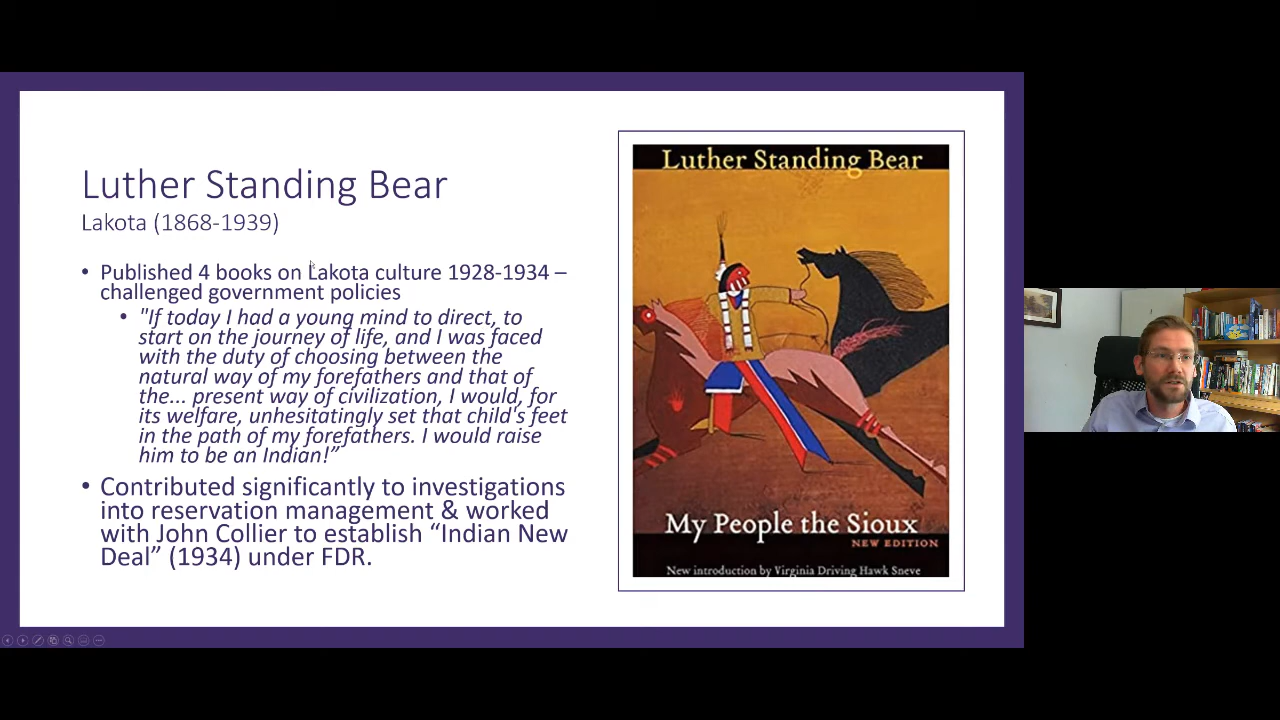 Luther Standing Bear
Lakota (1868-1939)
• Published 4 books on Lakota culture 1928-1934 –
challenged government policies
• "If today I had a young mind to direct, to
start on the journey of life, and I was faced
with the duty of choosing between the
natural way of my forefathers and that of
the... present way of civilization, I would, for
its welfare, unhesitatingly set that child's feet
in the path of my forefathers. I would raise
him to be an Indian!”
• Contributed significantly to investigations
into reservation management & worked
with John Collier to establish “Indian New
Deal” (1934) under FDR.
Luther Standing Bear
My People the Sioux
NEW EDITION
New introduction by Virginia Driving Hawk Sneve